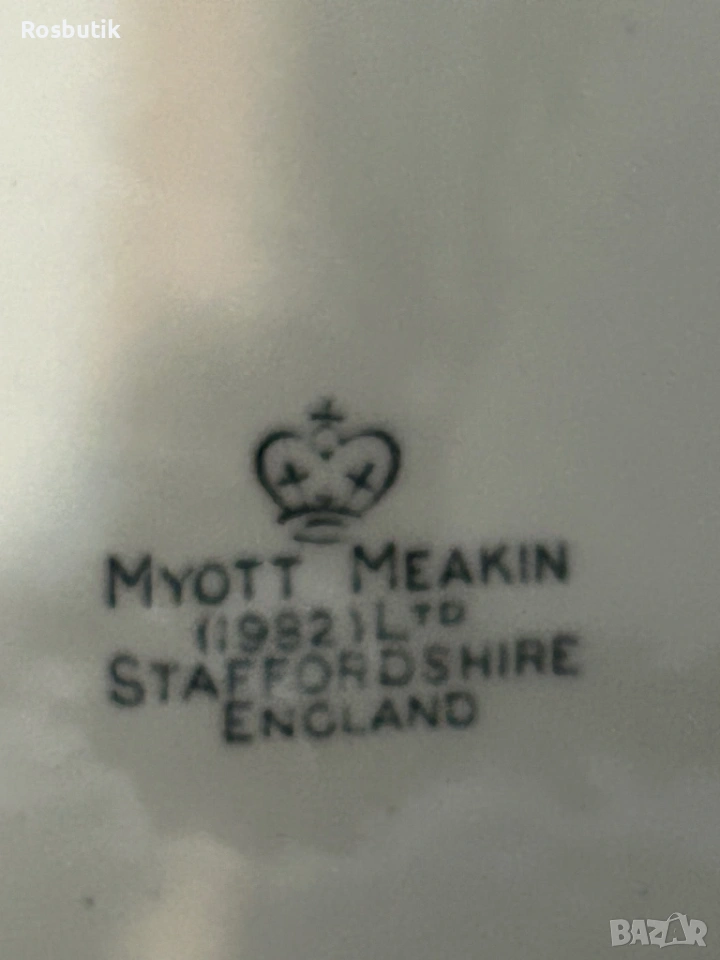 Rosbutik
MYOTT MEAKIN
(1982) LTD
STAFFORDSHIRE
ENGLAND
BAZAR